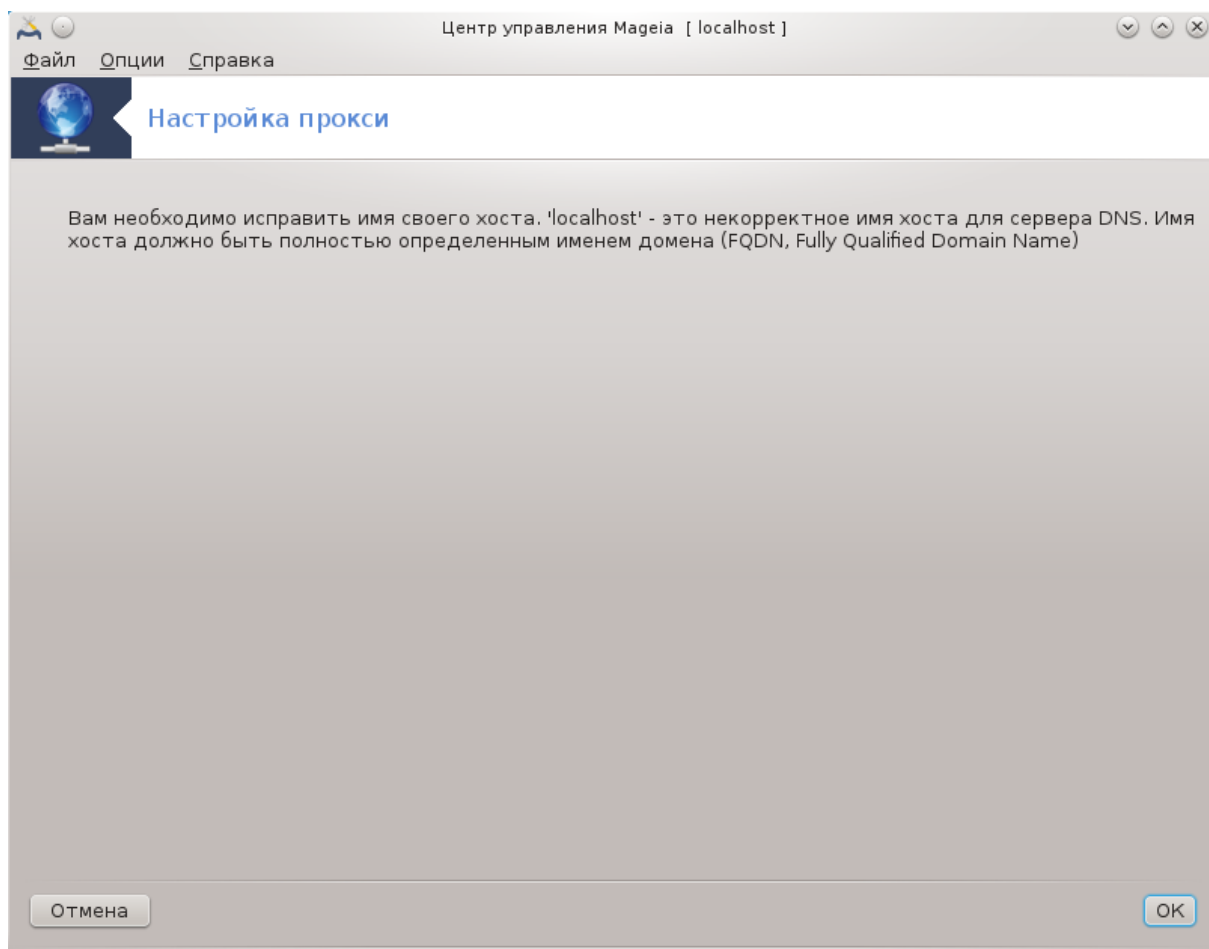 Центр управления Mageia [ localhost ]
Файл Опции Справка
Настройка прокси
Вам необходимо исправить имя своего хоста. 'localhost' - это некорректное имя хоста для сервера DNS. Имя
хоста должно быть полностью определенным именем домена (FQDN, Fully Qualified Domain Name)
Отмена OK